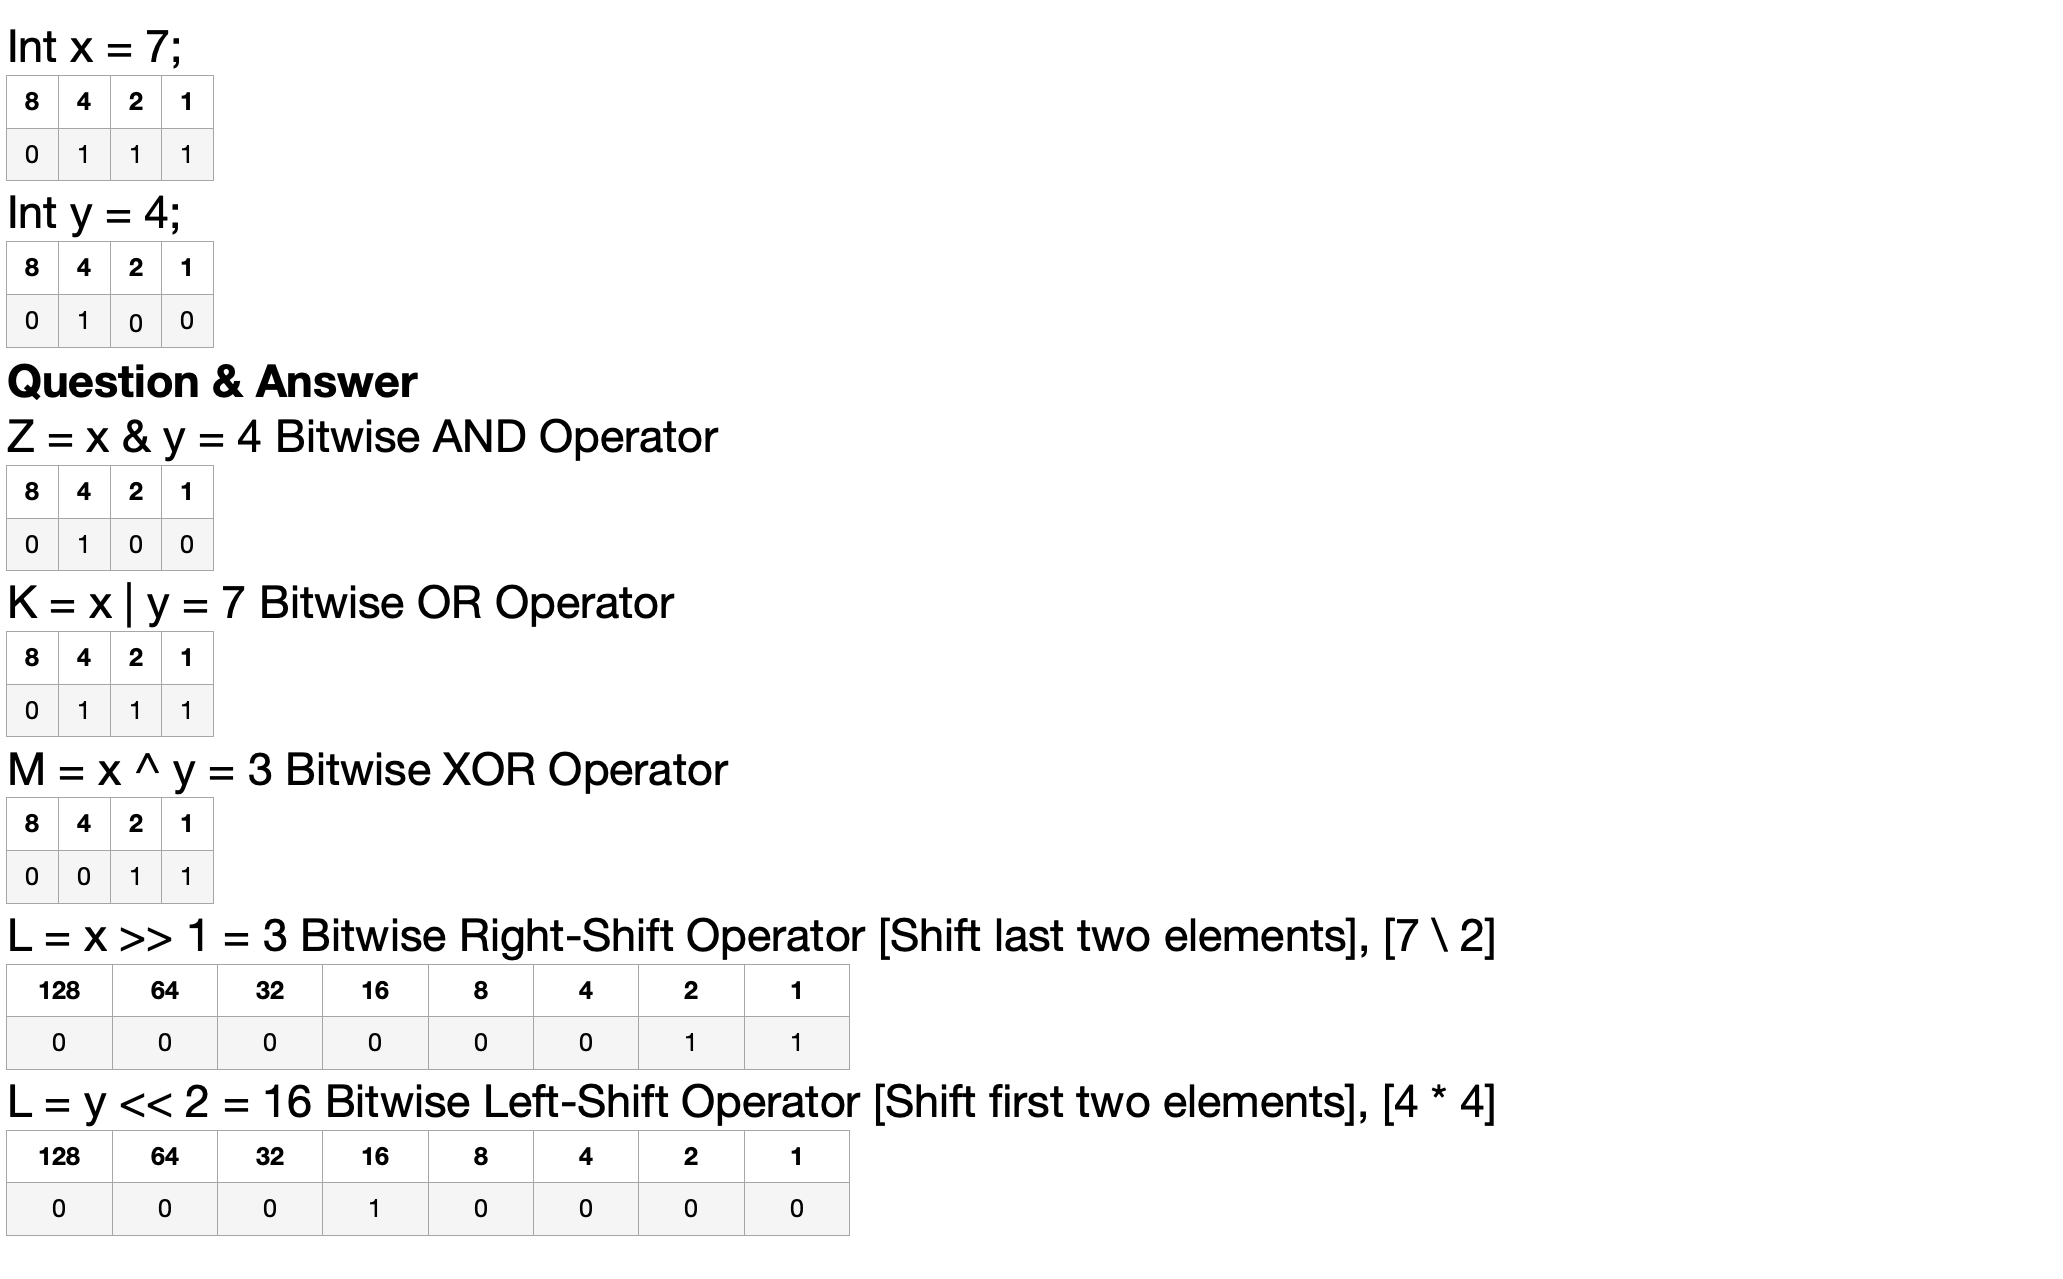 Int x = 7;
8 4 2 1
0 1 1 1
Int y = 4;
8 4 2 1
0 1 0 0
Question & Answer
Z = x & y = 4 Bitwise AND Operator
8 4 2 1
0 1 0 0
K = x | y = 7 Bitwise OR Operator
8 4 2 1
0 1 1 1
M = x ^ y = 3 Bitwise XOR Operator
8 4 2 1
0 0 1 1
L = x >> 1 = 3 Bitwise Right-Shift Operator [Shift last two elements], [7 \ 2]
128 64 32 16 8 4 2 1
0 0 0 0 0 0 1 1
L = y << 2 = 16 Bitwise Left-Shift Operator [Shift first two elements], [4 * 4]
128 64 32 16 8 4 2 1
0 0 0 1 0 0 0 0